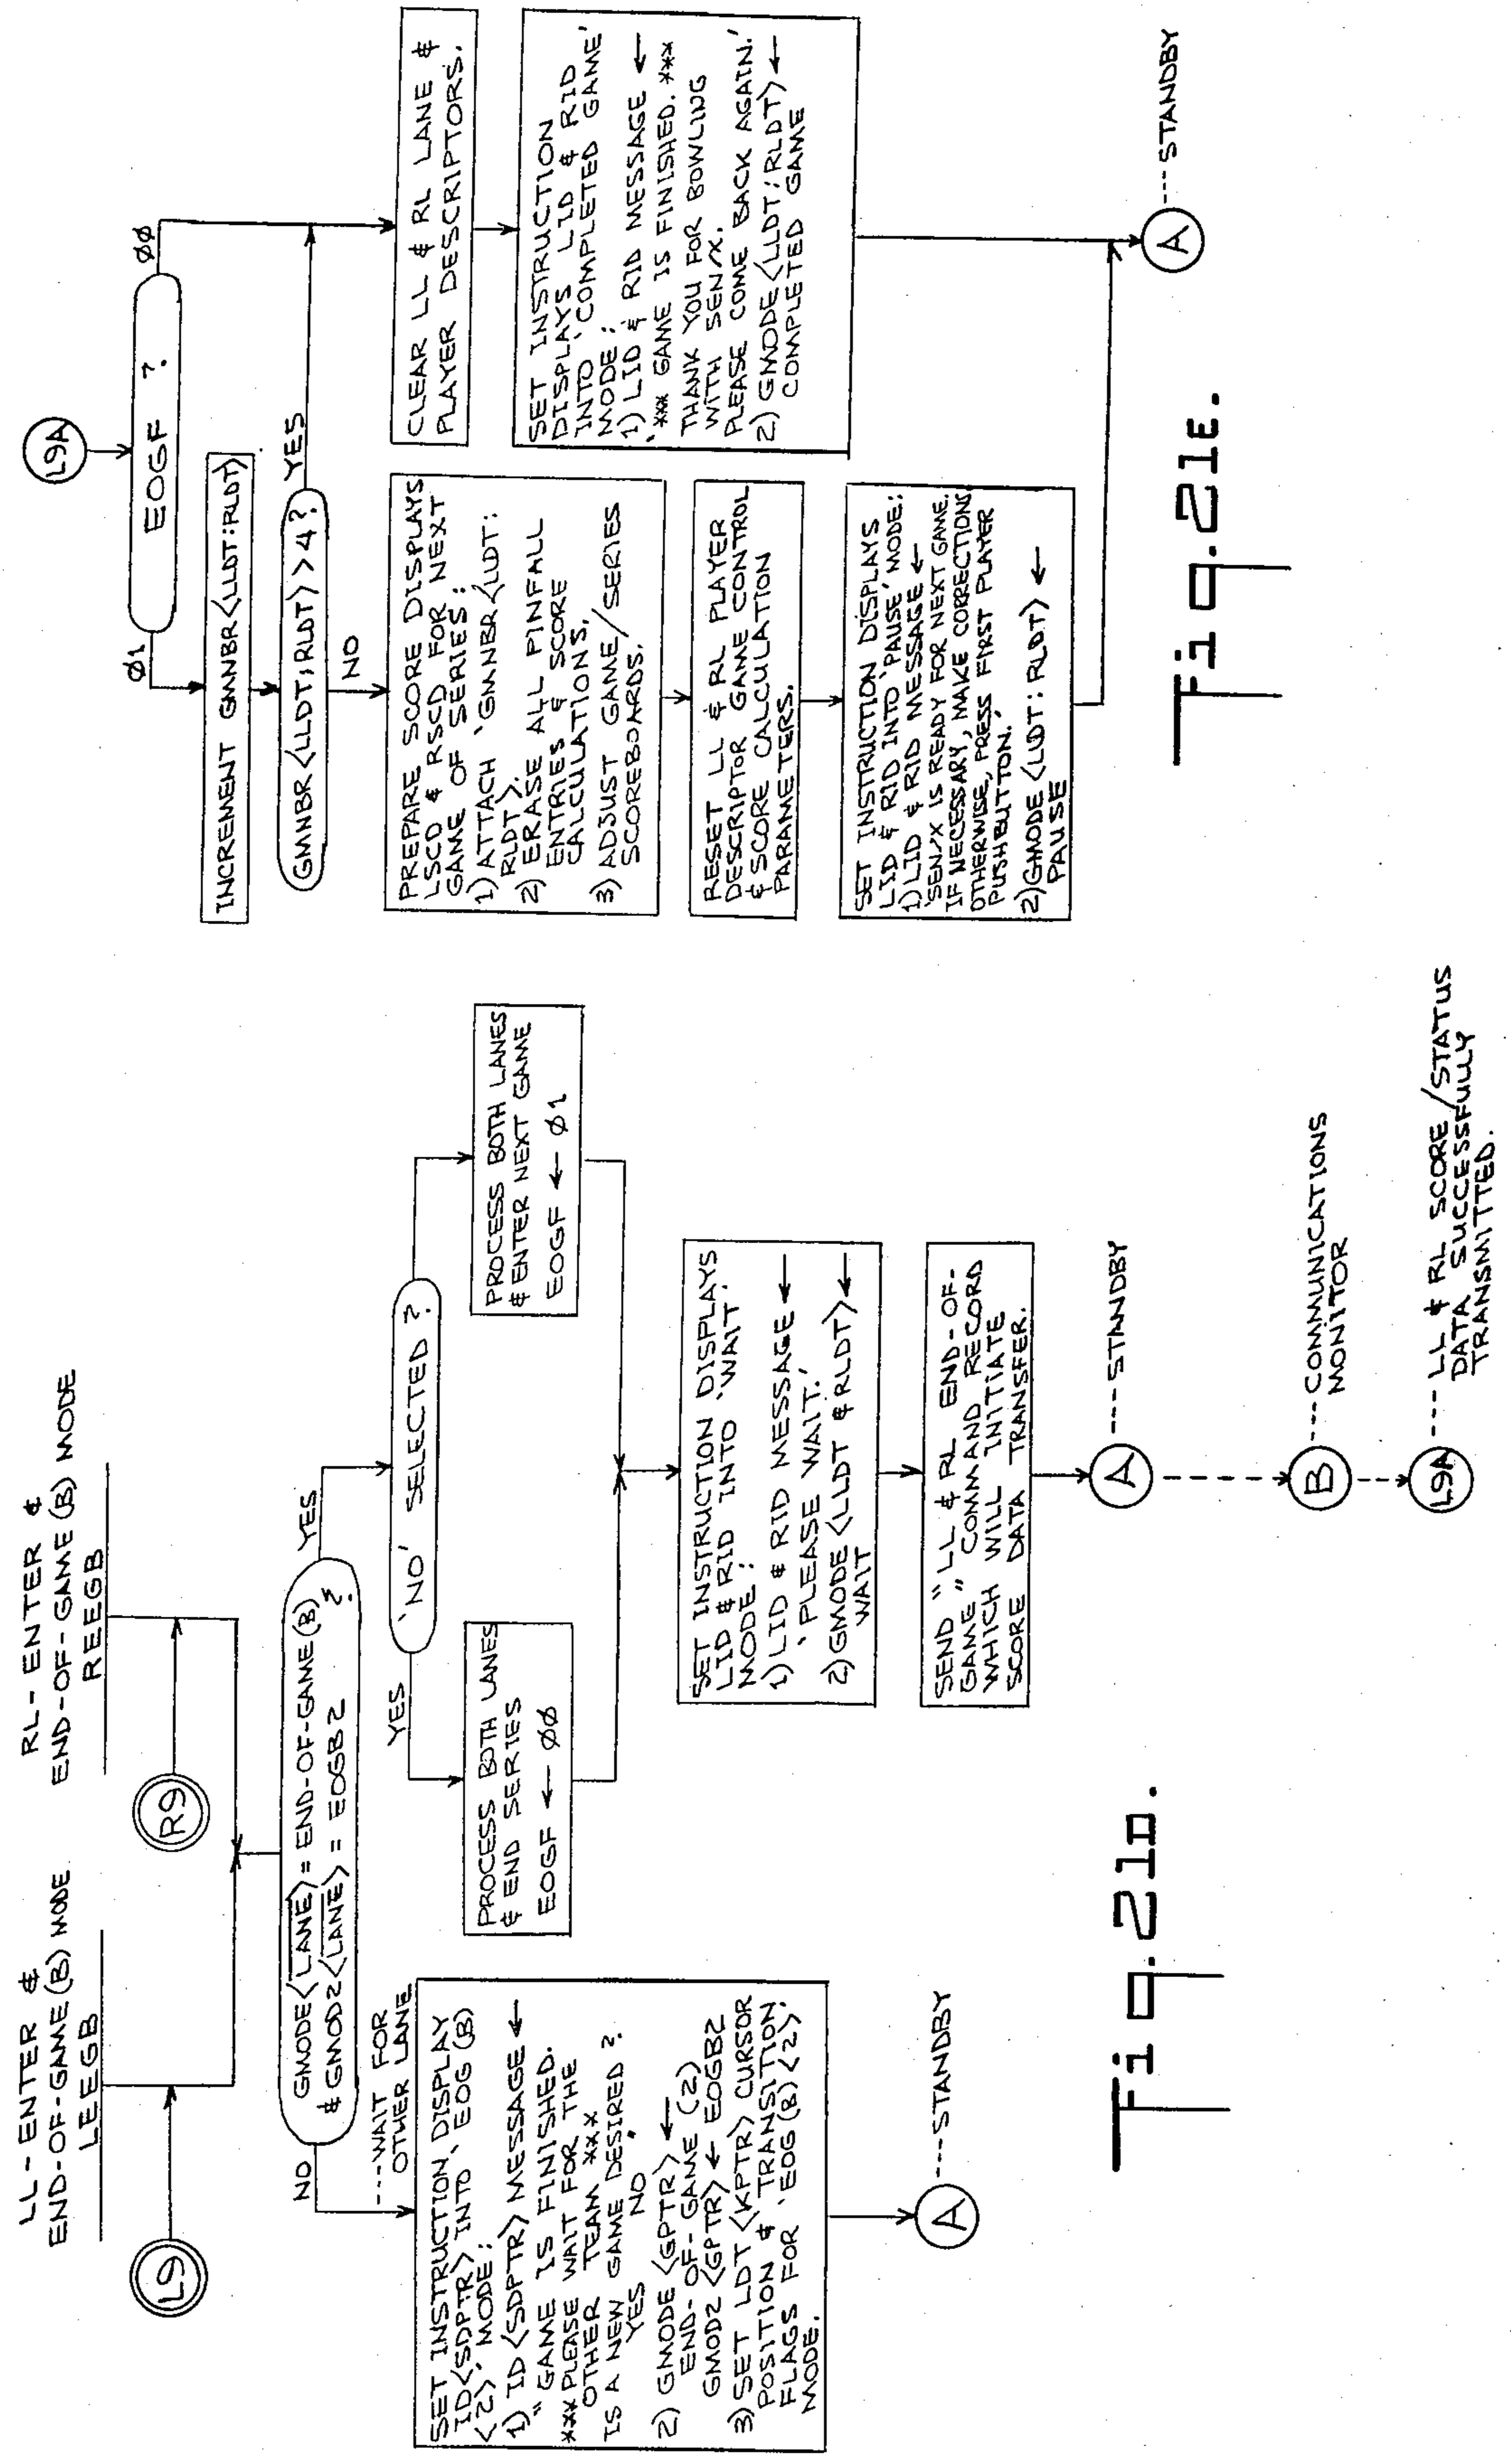 LL-ENTER &
END-OF-GAME (B) MODE
LEEGB
L9
RL-ENTER &
END-OF-GAME (B) MODE
REEGB
R9
GMODE<LANE> = END-OF-GAME (B)
& GMOD2<LANE> = EOGB2 ?
NO
YES
---WAIT FOR
OTHER LANE
SET INSTRUCTION DISPLAY
ID<SDPTR> INTO 'EOG (B)
<2>' MODE:
1) ID<SDPTR> MESSAGE ←
"GAME IS FINISHED.
***PLEASE WAIT FOR THE
OTHER TEAM ***
IS A NEW GAME DESIRED ?
YES NO"
2) GMODE<GPTR> ←
END-OF-GAME (2)
GMOD2<GPTR> ← EOGB2
3) SET LDT<KPTR> CURSOR
POSITION & TRANSITION
FLAGS FOR 'EOG (B) <2>'
MODE.
A ---STANDBY
'NO' SELECTED ?
YES
PROCESS BOTH LANES
& END SERIES
EOGF ← ØØ
PROCESS BOTH LANES
& ENTER NEXT GAME
EOGF ← Ø1
SET INSTRUCTION DISPLAYS
LID & RID INTO 'WAIT'
MODE:
1) LID & RID MESSAGE ←
'PLEASE WAIT.'
2) GMODE<LLDT & RLDT> ←
WAIT
SEND "LL & RL END-OF-
GAME" COMMAND RECORD
WHICH WILL INITIATE
SCORE DATA TRANSFER.
A ---STANDBY
B ---COMMUNICATIONS
MONITOR
L9A ---LL & RL SCORE/STATUS
DATA SUCCESSFULLY
TRANSMITTED.
Fig.21D.
L9A
EOGF ?
Ø1
ØØ
INCREMENT GMNBR<LLDT:RLDT>
GMNBR<LLDT;RLDT> > 4?
YES
NO
PREPARE SCORE DISPLAYS
LSCD & RSCD FOR NEXT
GAME OF SERIES:
1) ATTACH 'GMNBR<LLDT:
RLDT>.
2) ERASE ALL PINFALL
ENTRIES & SCORE
CALCULATIONS.
3) ADJUST GAME/SERIES
SCOREBOARDS.
RESET LL & RL PLAYER
DESCRIPTOR GAME CONTROL
& SCORE CALCULATION
PARAMETERS.
SET INSTRUCTION DISPLAYS
LID & RID INTO 'PAUSE' MODE:
1) LID & RID MESSAGE ←
'SEN/X IS READY FOR NEXT GAME.
IF NECESSARY, MAKE CORRECTIONS
OTHERWISE, PRESS FIRST PLAYER
PUSHBUTTON.'
2) GMODE<LLDT:RLDT> ←
PAUSE
CLEAR LL & RL LANE &
PLAYER DESCRIPTORS.
SET INSTRUCTION
DISPLAYS LID & RID
INTO 'COMPLETED GAME'
MODE:
1) LID & RID MESSAGE ←
'*** GAME IS FINISHED. ***
THANK YOU FOR BOWLING
WITH SEN/X.
PLEASE COME BACK AGAIN.'
2) GMODE<LLDT:RLDT> ←
COMPLETED GAME
A ---STANDBY
Fig.21E.